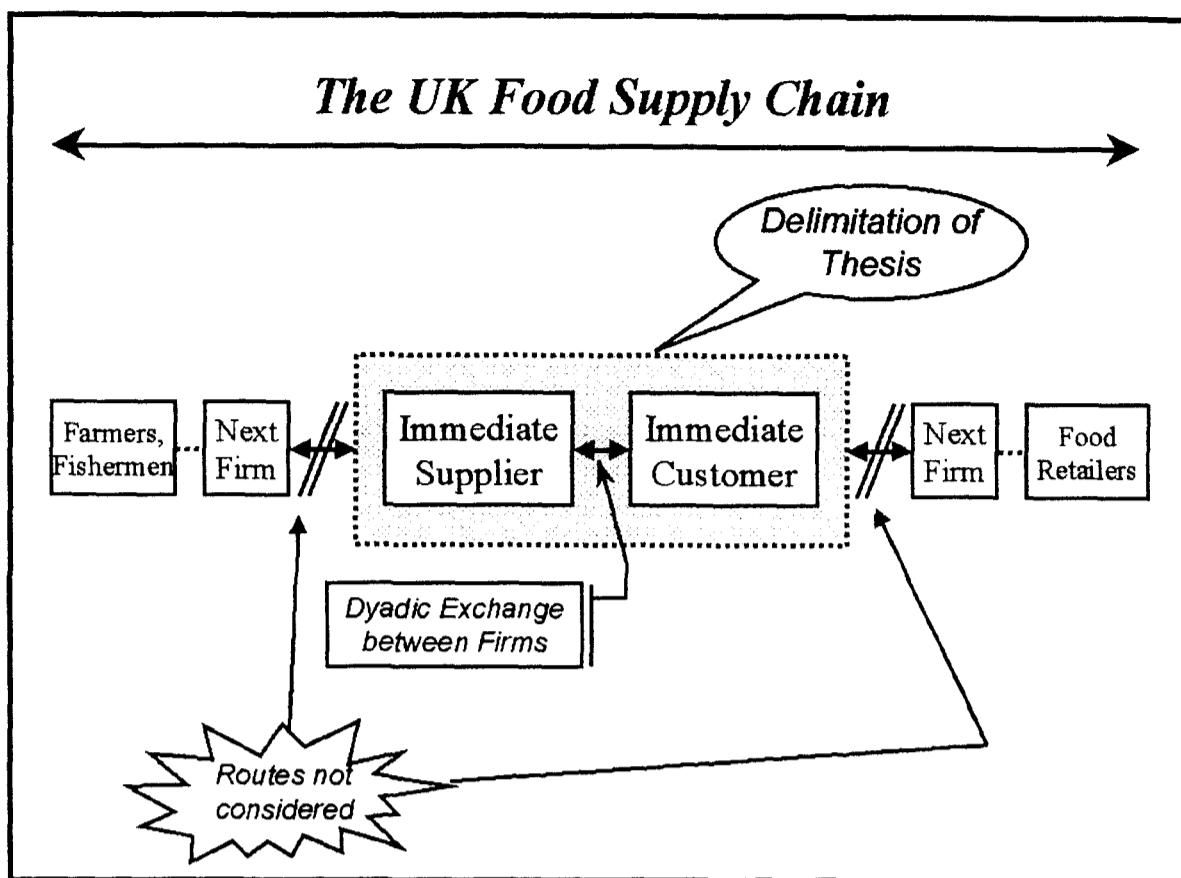 The UK Food Supply Chain
Delimitation of
Thesis
Farmers,
Fishermen
Next
Firm
Immediate
Supplier
Immediate
Customer
Next
Firm
Food
Retailers
Dyadic Exchange
between Firms
Routes not
considered